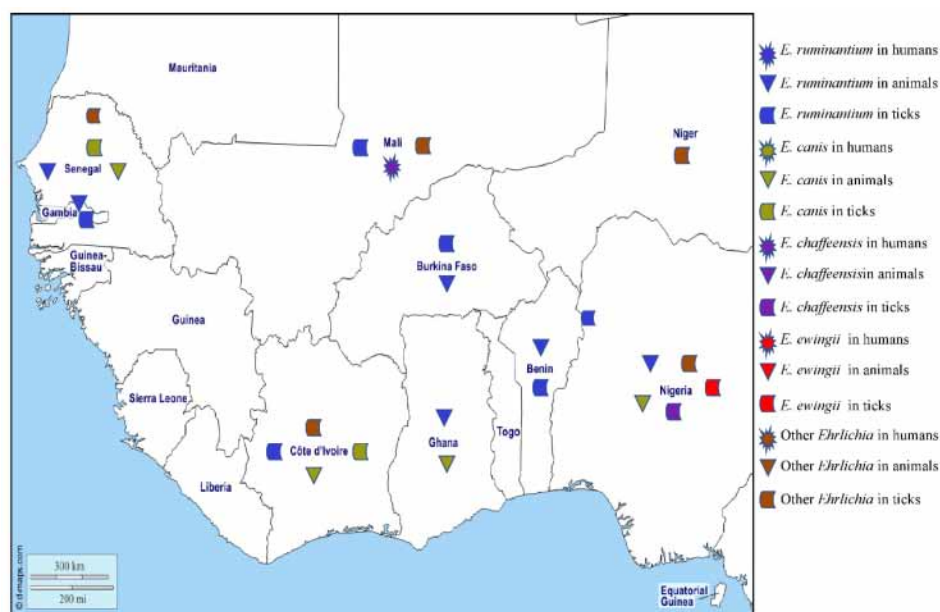 Mauritania
Mali
Niger
Senegal
Gambia
Guinea-
Bissau
Burkina Faso
Guinea
Benin
Nigeria
Sierra Leone
Côte d'Ivoire
Ghana
Togo
Liberia
Equatorial
Guinea
300 km
200 mi
© d-maps.com
E. ruminantium in humans
E. ruminantium in animals
E. ruminantium in ticks
E. canis in humans
E. canis in animals
E. canis in ticks
E. chaffeensis in humans
E. chaffeensisin animals
E. chaffeensis in ticks
E. ewingii in humans
E. ewingii in animals
E. ewingii in ticks
Other Ehrlichia in humans
Other Ehrlichia in animals
Other Ehrlichia in ticks